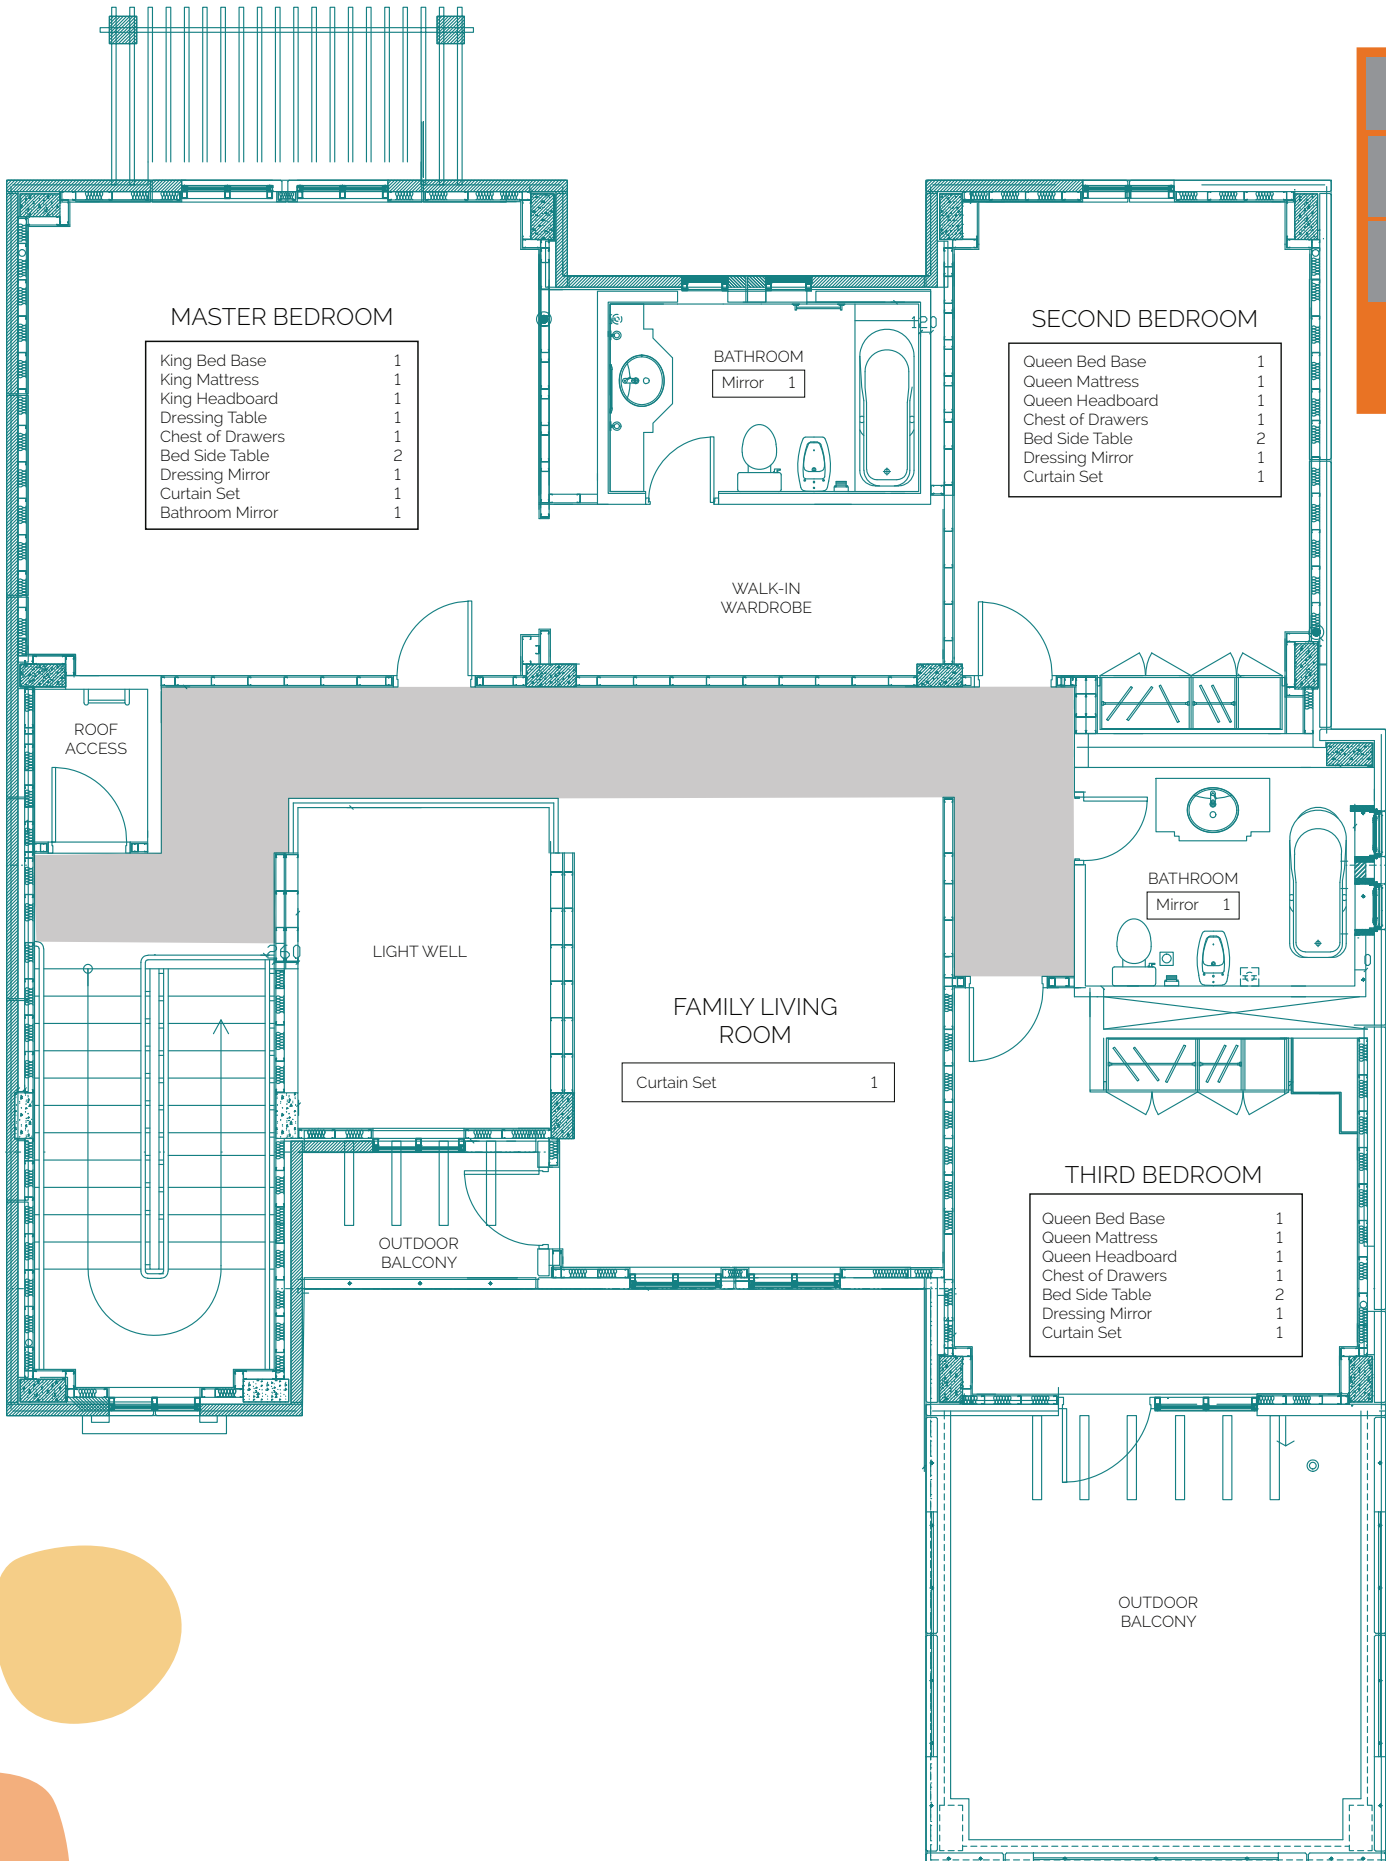 MASTER BEDROOM
King Bed Base 1
King Mattress 1
King Headboard 1
Dressing Table 1
Chest of Drawers 1
Bed Side Table 2
Dressing Mirror 1
Curtain Set 1
Bathroom Mirror 1
BATHROOM
Mirror 1
120
SECOND BEDROOM
Queen Bed Base 1
Queen Mattress 1
Queen Headboard 1
Chest of Drawers 1
Bed Side Table 2
Dressing Mirror 1
Curtain Set 1
WALK-IN
WARDROBE
ROOF
ACCESS
BATHROOM
Mirror 1
LIGHT WELL
260
FAMILY LIVING
ROOM
Curtain Set 1
THIRD BEDROOM
Queen Bed Base 1
Queen Mattress 1
Queen Headboard 1
Chest of Drawers 1
Bed Side Table 2
Dressing Mirror 1
Curtain Set 1
OUTDOOR
BALCONY
OUTDOOR
BALCONY